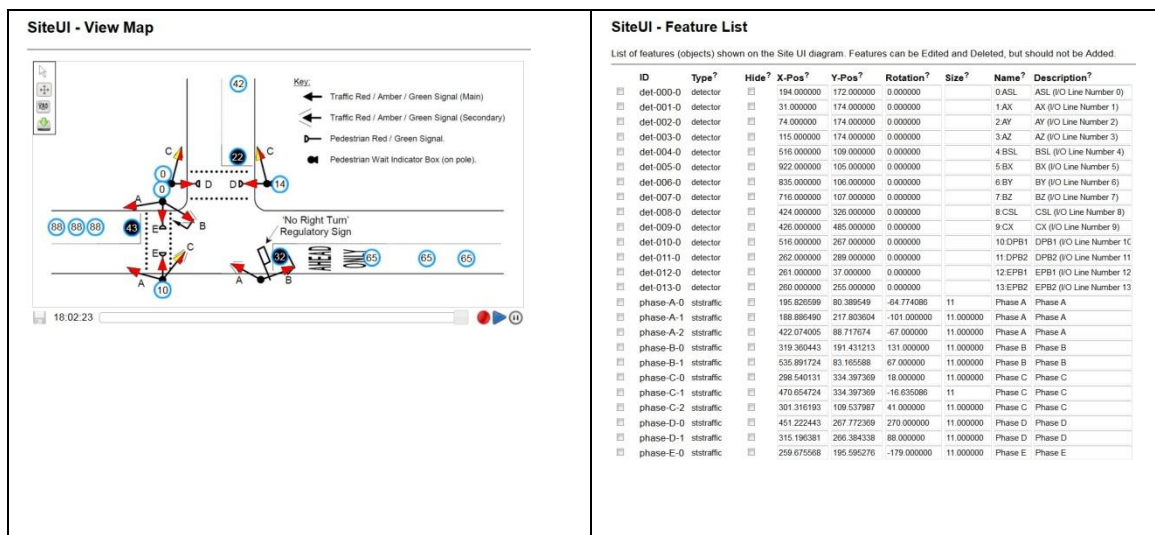 SiteUI - View Map
42
Key:
Traffic Red / Amber / Green Signal (Main)
Traffic Red / Amber / Green Signal (Secondary)
Pedestrian Red / Green Signal.
Pedestrian Wait Indicator Box (on pole).
C
22
C
0
D
D
14
0
A
88
88
88
43
E
B
'No Right Turn'
Regulatory Sign
E
C
32
AHEAD
ONLY
65
65
65
A
10
A
B
18:02:23
SiteUI - Feature List
List of features (objects) shown on the Site UI diagram. Features can be Edited and Deleted, but should not be Added.
ID Type? Hide? X-Pos? Y-Pos? Rotation? Size? Name? Description?
det-000-0 detector 194.000000 172.000000 0.000000 0:ASL ASL (I/O Line Number 0)
det-001-0 detector 31.000000 174.000000 0.000000 1:AX AX (I/O Line Number 1)
det-002-0 detector 74.000000 174.000000 0.000000 2:AY AY (I/O Line Number 2)
det-003-0 detector 115.000000 174.000000 0.000000 3:AZ AZ (I/O Line Number 3)
det-004-0 detector 516.000000 109.000000 0.000000 4:BSL BSL (I/O Line Number 4)
det-005-0 detector 922.000000 105.000000 0.000000 5:BX BX (I/O Line Number 5)
det-006-0 detector 835.000000 106.000000 0.000000 6:BY BY (I/O Line Number 6)
det-007-0 detector 716.000000 107.000000 0.000000 7:BZ BZ (I/O Line Number 7)
det-008-0 detector 424.000000 326.000000 0.000000 8:CSL CSL (I/O Line Number 8)
det-009-0 detector 426.000000 485.000000 0.000000 9:CX CX (I/O Line Number 9)
det-010-0 detector 516.000000 267.000000 0.000000 10:DPB1 DPB1 (I/O Line Number 10
det-011-0 detector 262.000000 289.000000 0.000000 11:DPB2 DPB2 (I/O Line Number 11
det-012-0 detector 261.000000 37.000000 0.000000 12:EPB1 EPB1 (I/O Line Number 12
det-013-0 detector 260.000000 255.000000 0.000000 13:EPB2 EPB2 (I/O Line Number 13
phase-A-0 ststraffic 195.826599 80.389549 -64.774086 11 Phase A Phase A
phase-A-1 ststraffic 188.886490 217.803604 -101.000000 11.000000 Phase A Phase A
phase-A-2 ststraffic 422.074005 88.717674 -67.000000 11.000000 Phase A Phase A
phase-B-0 ststraffic 319.360443 191.431213 131.000000 11.000000 Phase B Phase B
phase-B-1 ststraffic 535.891724 83.165588 67.000000 11.000000 Phase B Phase B
phase-C-0 ststraffic 298.540131 334.397369 18.000000 11.000000 Phase C Phase C
phase-C-1 ststraffic 470.654724 334.397369 -16.635086 11 Phase C Phase C
phase-C-2 ststraffic 301.316193 109.537987 41.000000 11.000000 Phase C Phase C
phase-D-0 ststraffic 451.222443 267.772369 270.000000 11.000000 Phase D Phase D
phase-D-1 ststraffic 315.196381 266.384338 88.000000 11.000000 Phase D Phase D
phase-E-0 ststraffic 259.675568 195.595276 -179.000000 11.000000 Phase E Phase E